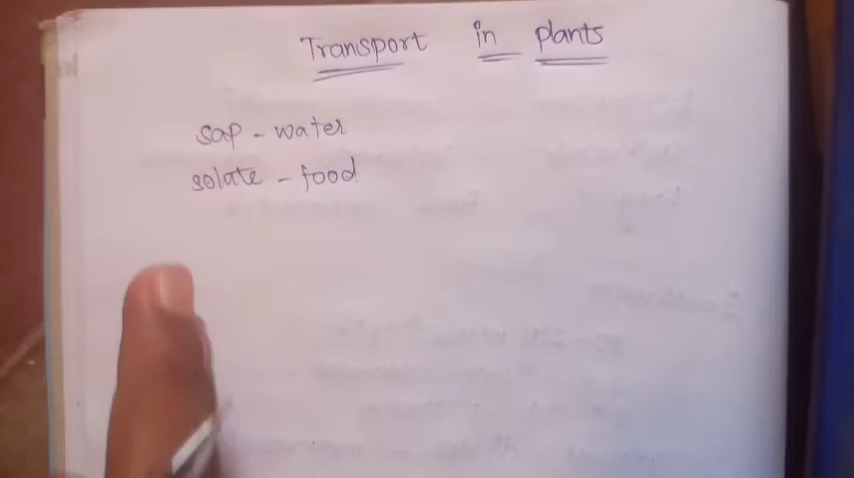 Transport in plants
sap - water
solate - food